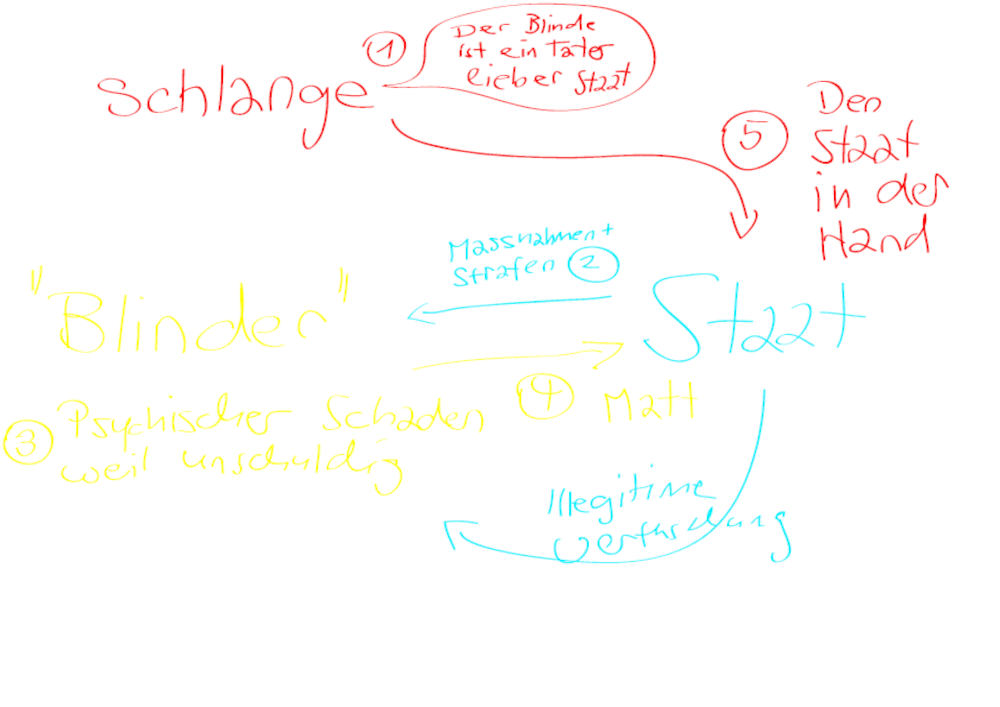 Schlange
1
Der Blinde
ist ein Täter
lieber Staat
5
Den
Staat
in der
Hand
Massnahmen +
Strafen 2
"Blinder"
Staat
3 Psychischer Schaden
weil unschuldig
4 Matt
Illegitime
Vertuschung